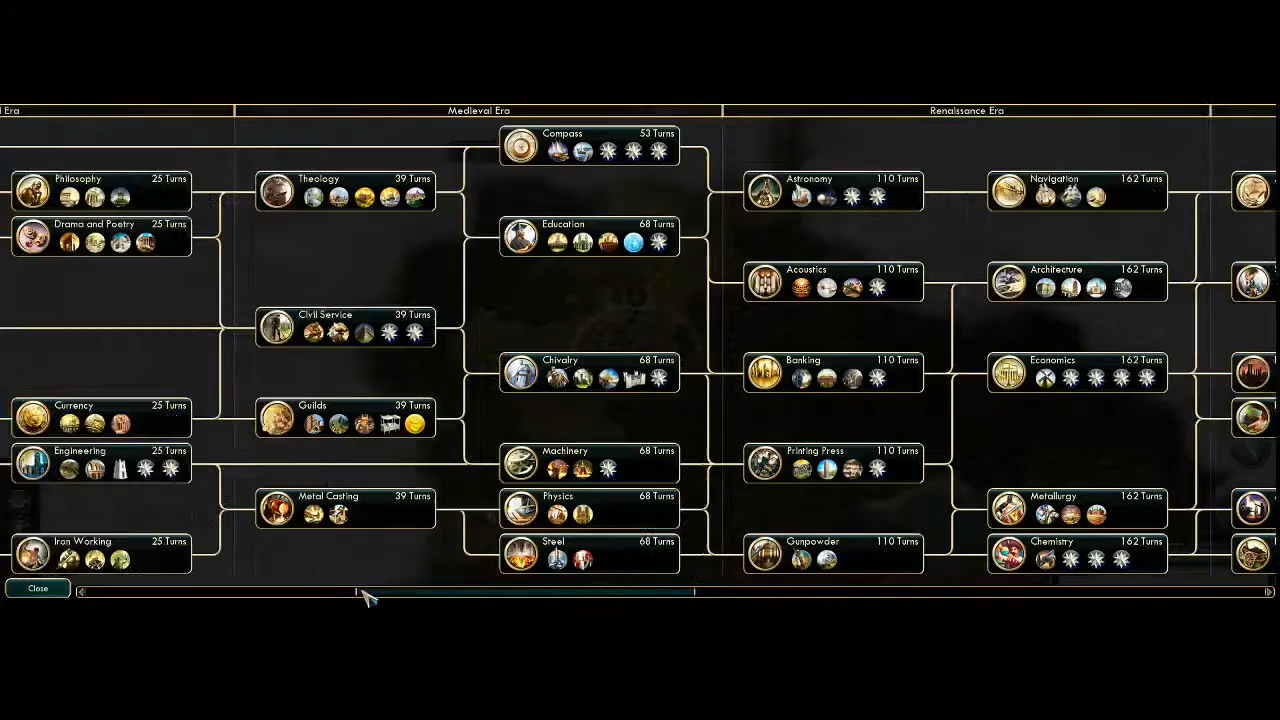 l Era
Medieval Era
Renaissance Era
Compass 53 Turns
Philosophy 25 Turns
Theology 39 Turns
Astronomy 110 Turns
Navigation 162 Turns
Drama and Poetry 25 Turns
Education 68 Turns
Acoustics 110 Turns
Architecture 162 Turns
Civil Service 39 Turns
Chivalry 68 Turns
Banking 110 Turns
Economics 162 Turns
Currency 25 Turns
Guilds 39 Turns
Engineering 25 Turns
Machinery 68 Turns
Printing Press 110 Turns
Metal Casting 39 Turns
Physics 68 Turns
Metallurgy 162 Turns
Iron Working 25 Turns
Steel 68 Turns
Gunpowder 110 Turns
Chemistry 162 Turns
Close